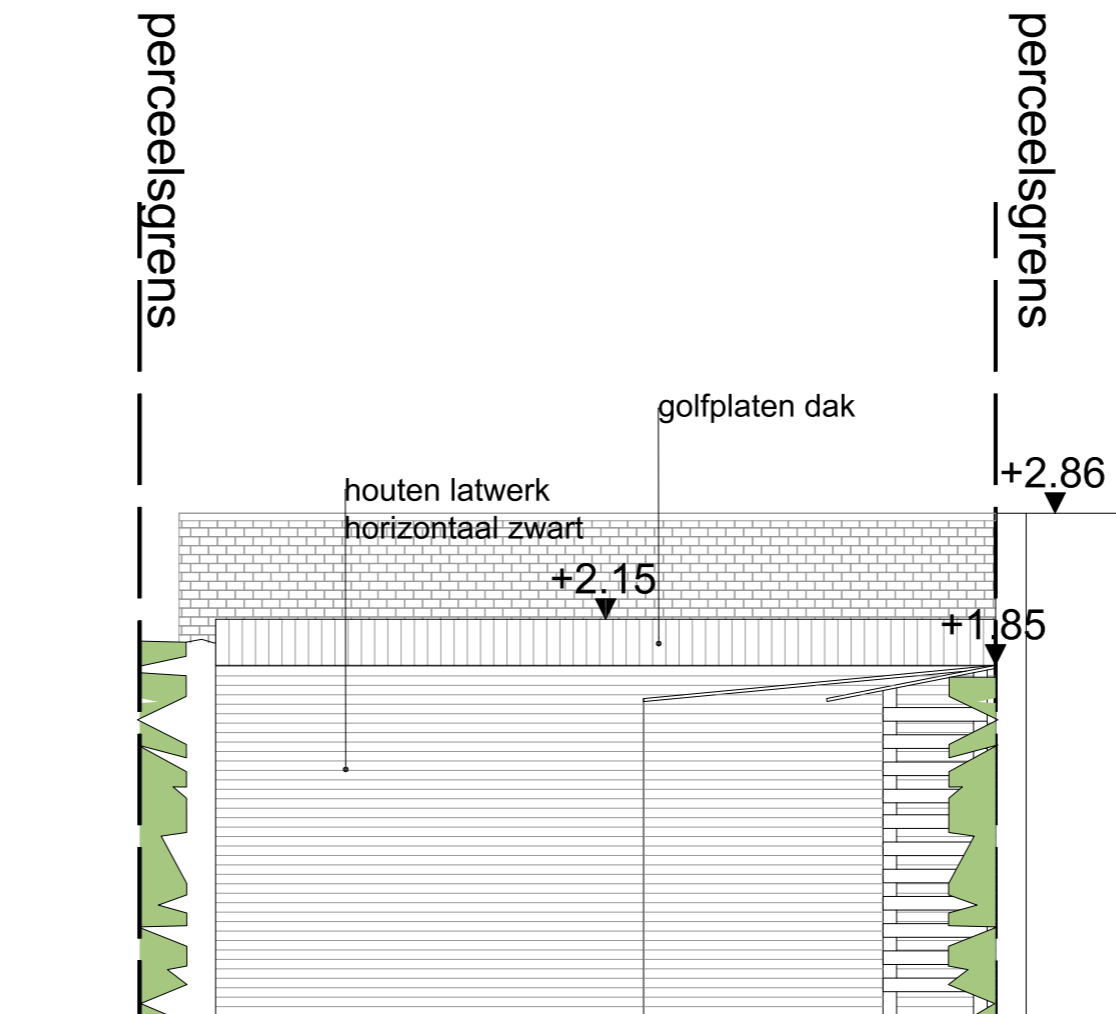 perceelsgrens
perceelsgrens
golfplaten dak
+2.86
houten latwerk
horizontaal zwart
+2.15
+1.85